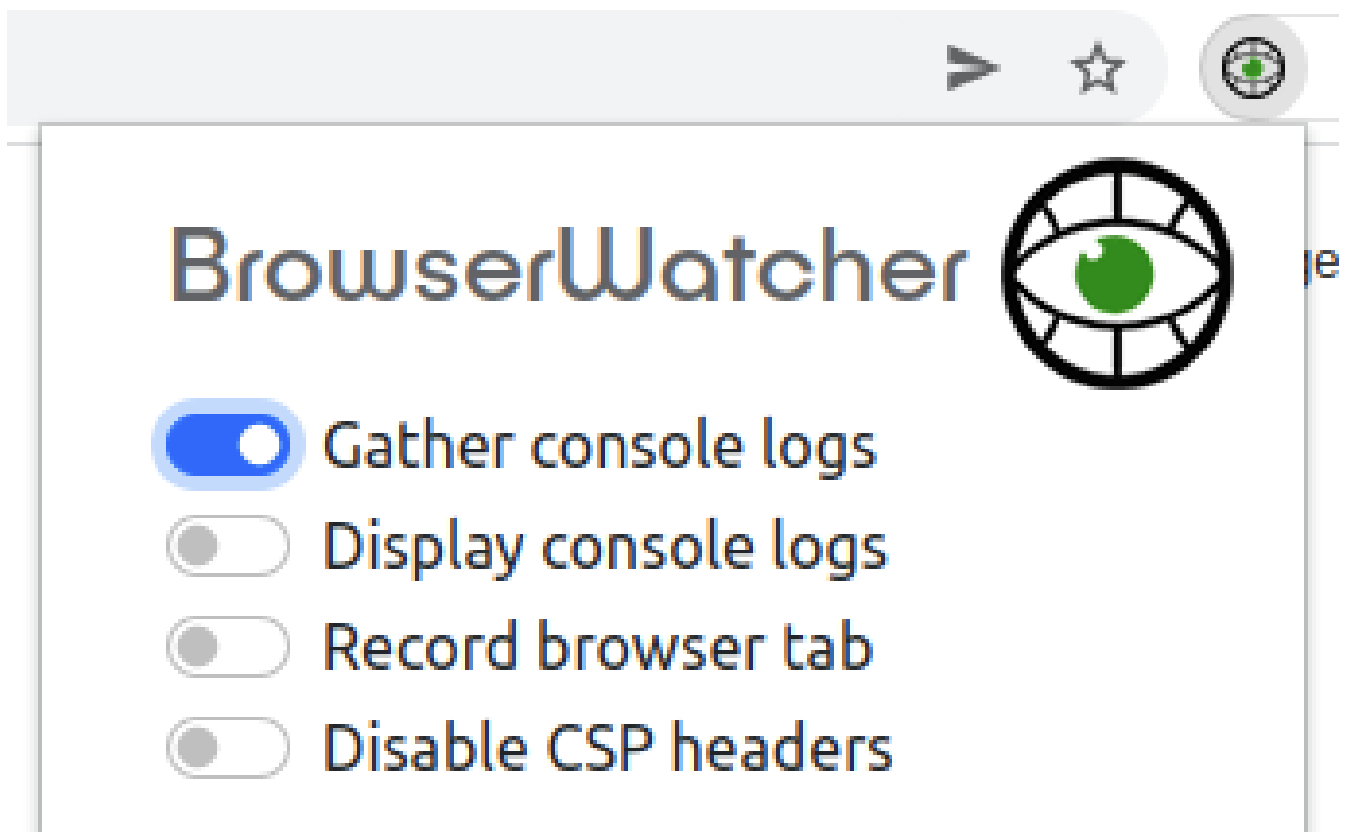 BrowserWatcher
Gather console logs
Display console logs
Record browser tab
Disable CSP headers